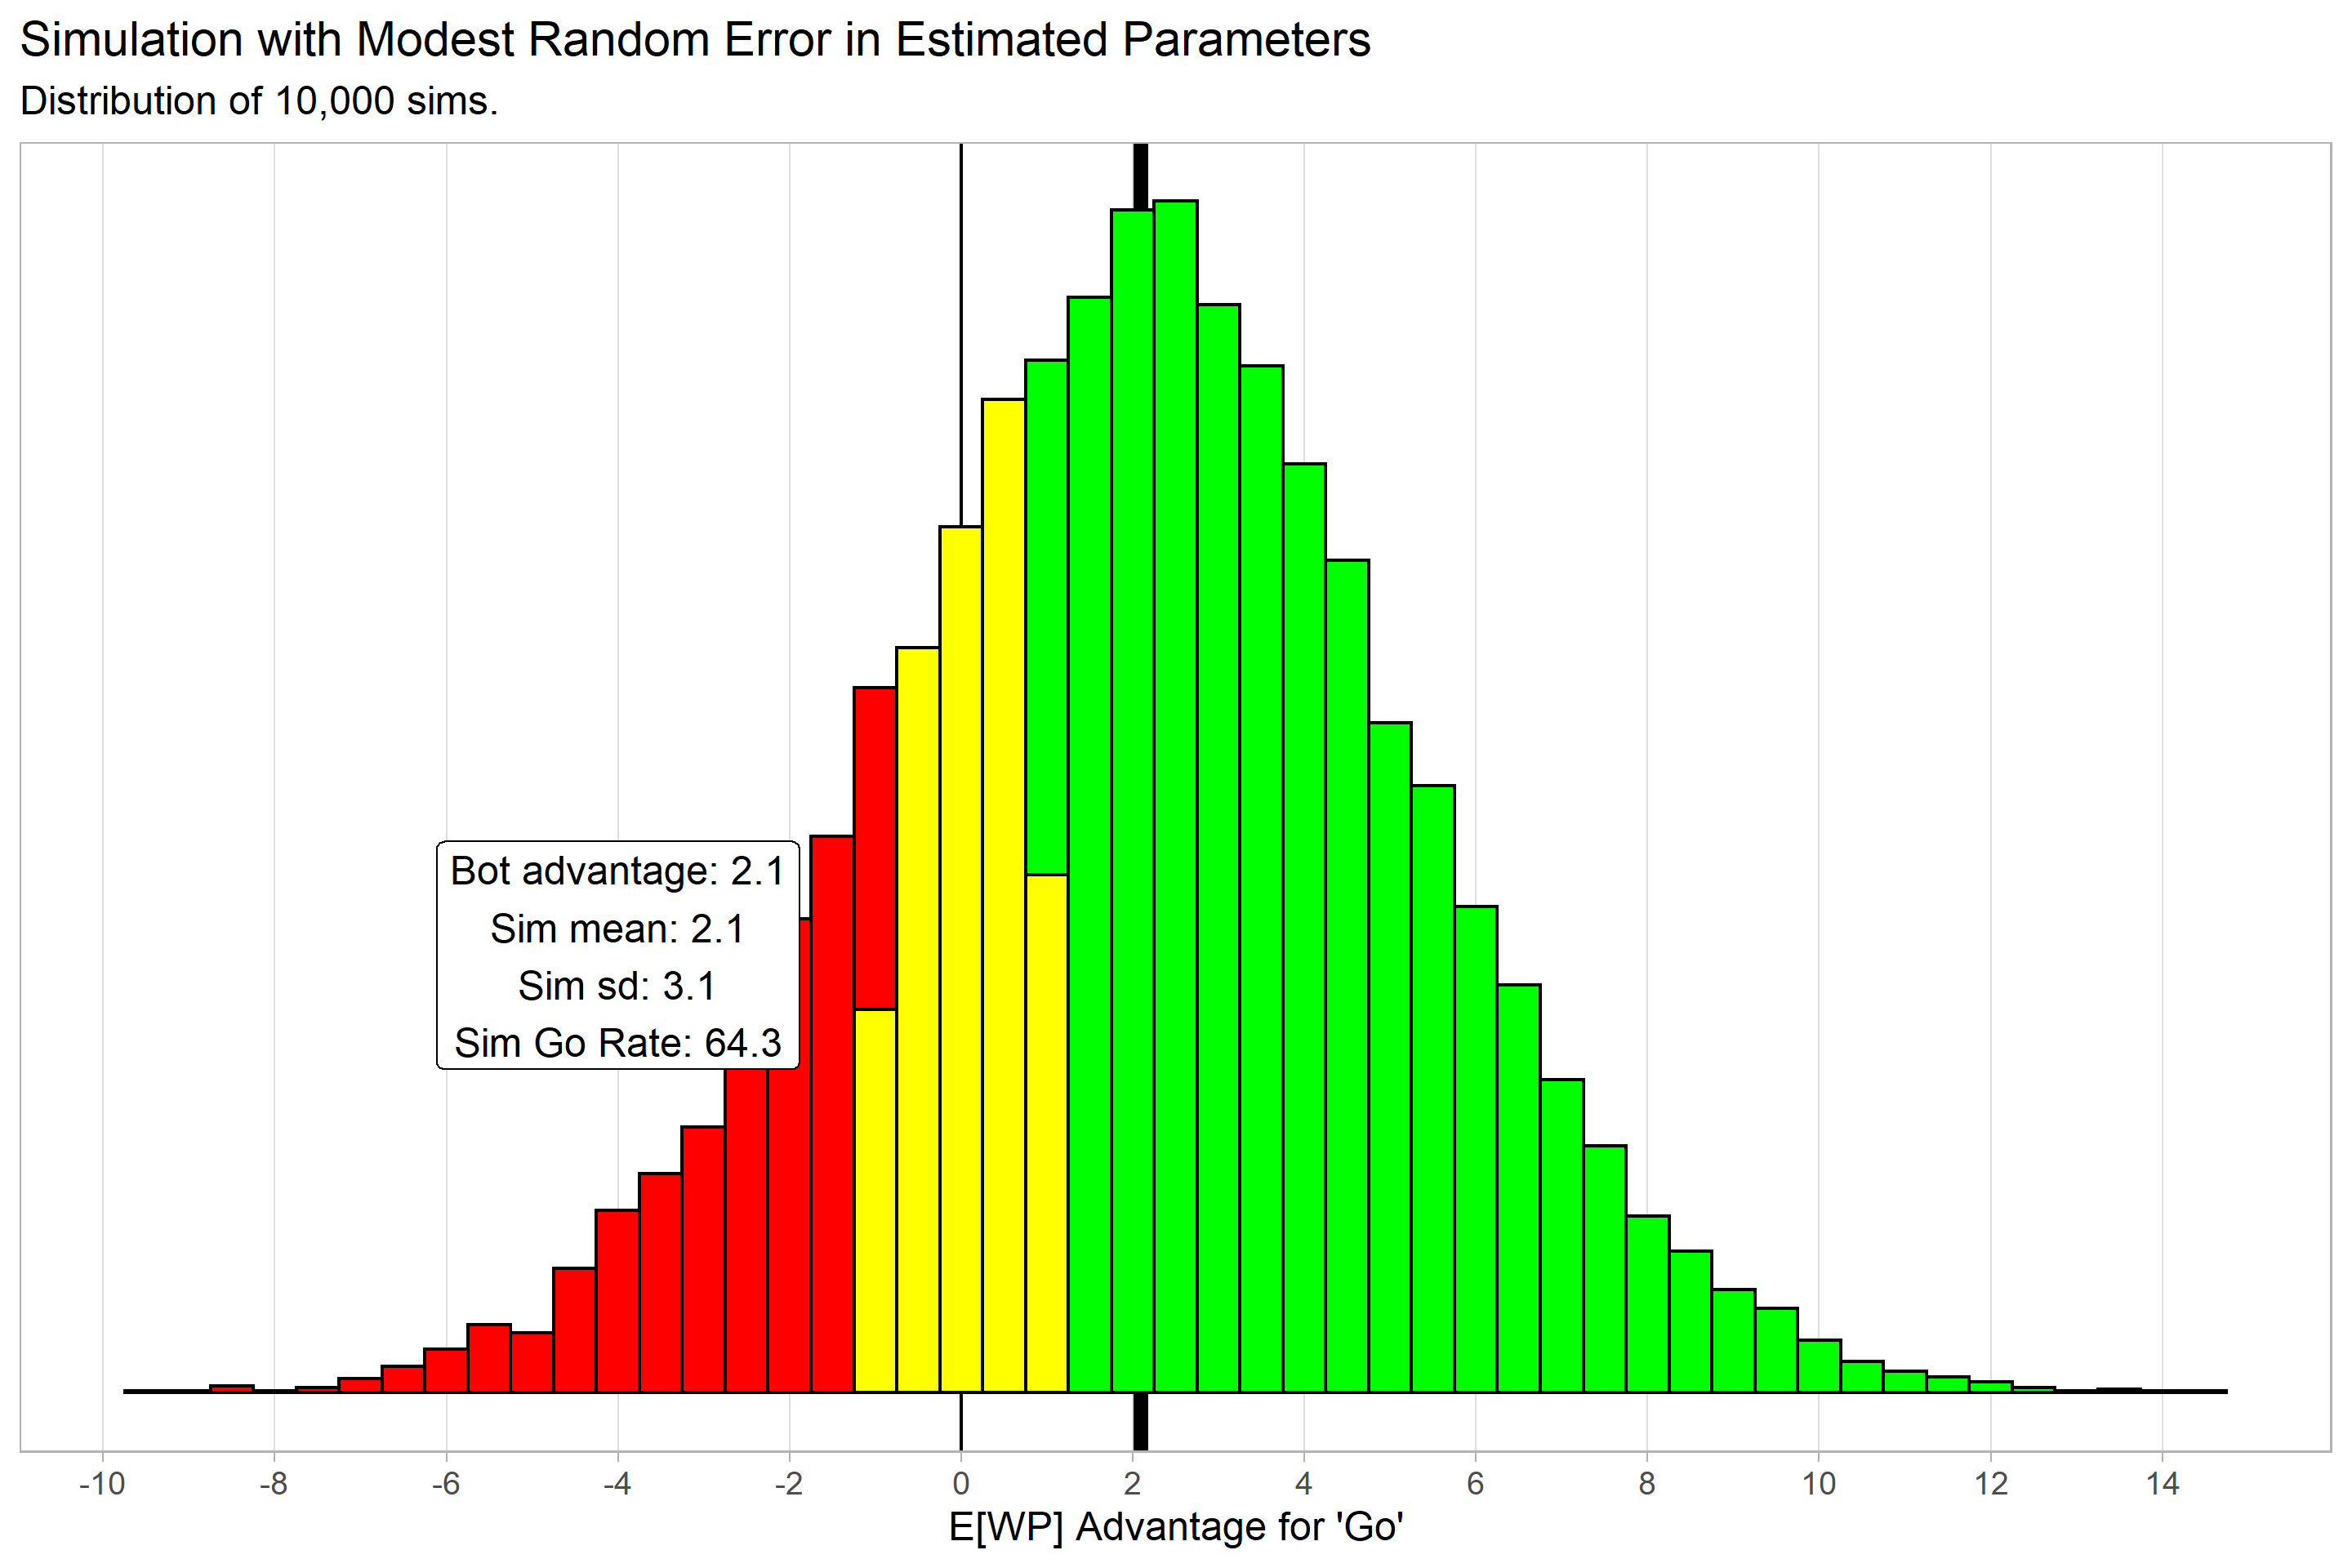 Simulation with Modest Random Error in Estimated Parameters
Distribution of 10,000 sims.
Bot advantage: 2.1
Sim mean: 2.1
Sim sd: 3.1
Sim Go Rate: 64.3
-10 -8 -6 -4 -2 0 2 4 6 8 10 12 14
E[WP] Advantage for 'Go'